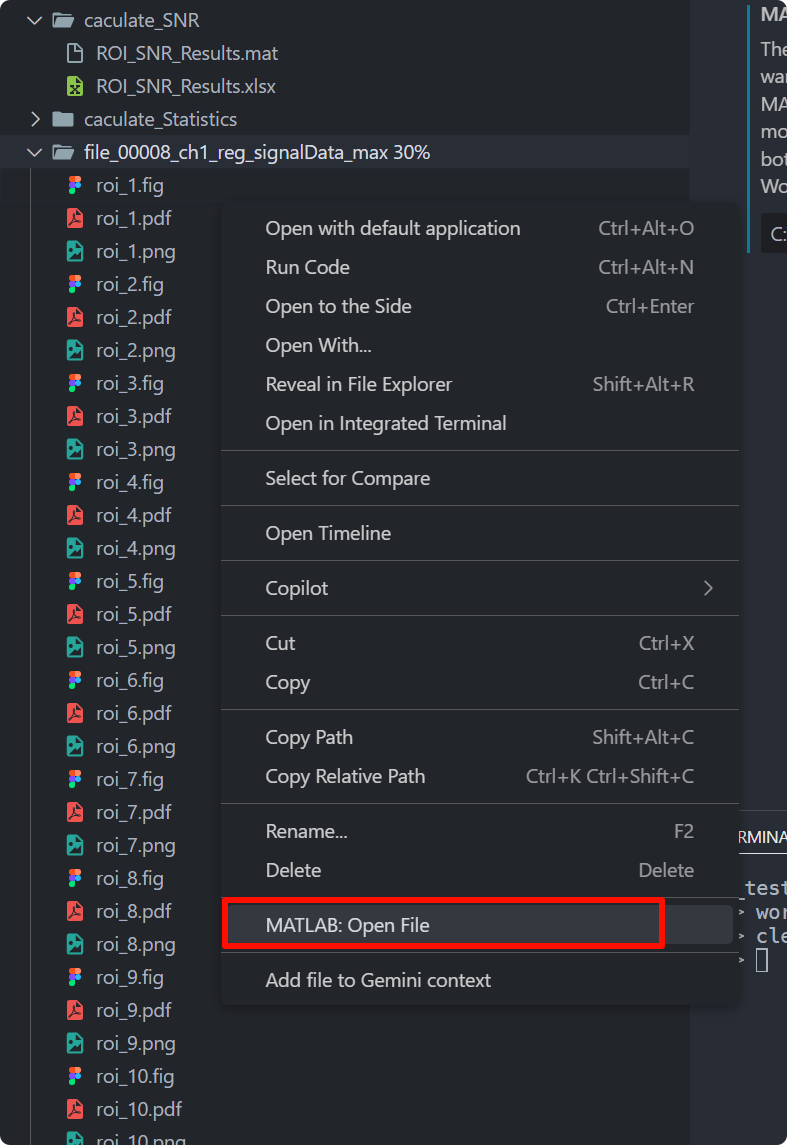 caculate_SNR
ROI_SNR_Results.mat
ROI_SNR_Results.xlsx
caculate_Statistics
file_00008_ch1_reg_signalData_max 30%
roi_1.fig
roi_1.pdf
roi_1.png
roi_2.fig
roi_2.pdf
roi_2.png
roi_3.fig
roi_3.pdf
roi_3.png
roi_4.fig
roi_4.pdf
roi_4.png
roi_5.fig
roi_5.pdf
roi_5.png
roi_6.fig
roi_6.pdf
roi_6.png
roi_7.fig
roi_7.pdf
roi_7.png
roi_8.fig
roi_8.pdf
roi_8.png
roi_9.fig
roi_9.pdf
roi_9.png
roi_10.fig
roi_10.pdf
roi_10.png
Open with default application Ctrl+Alt+O
Run Code Ctrl+Alt+N
Open to the Side Ctrl+Enter
Open With...
Reveal in File Explorer Shift+Alt+R
Open in Integrated Terminal
Select for Compare
Open Timeline
Copilot
Cut Ctrl+X
Copy Ctrl+C
Copy Path Shift+Alt+C
Copy Relative Path Ctrl+K Ctrl+Shift+C
Rename... F2
Delete Delete
MATLAB: Open File
Add file to Gemini context
MA
The
wa
MA
mo
bot
Wo
C:
RMINA
_test
> wor
> cle
>